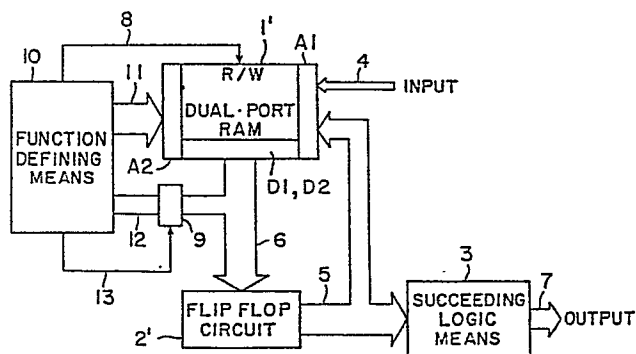 8
1'
A1
10
11
R/W
4
INPUT
DUAL-PORT
RAM
FUNCTION
DEFINING
MEANS
A2
D1, D2
12
9
6
13
5
3
7
FLIP FLOP
CIRCUIT
2'
SUCCEEDING
LOGIC
MEANS
OUTPUT